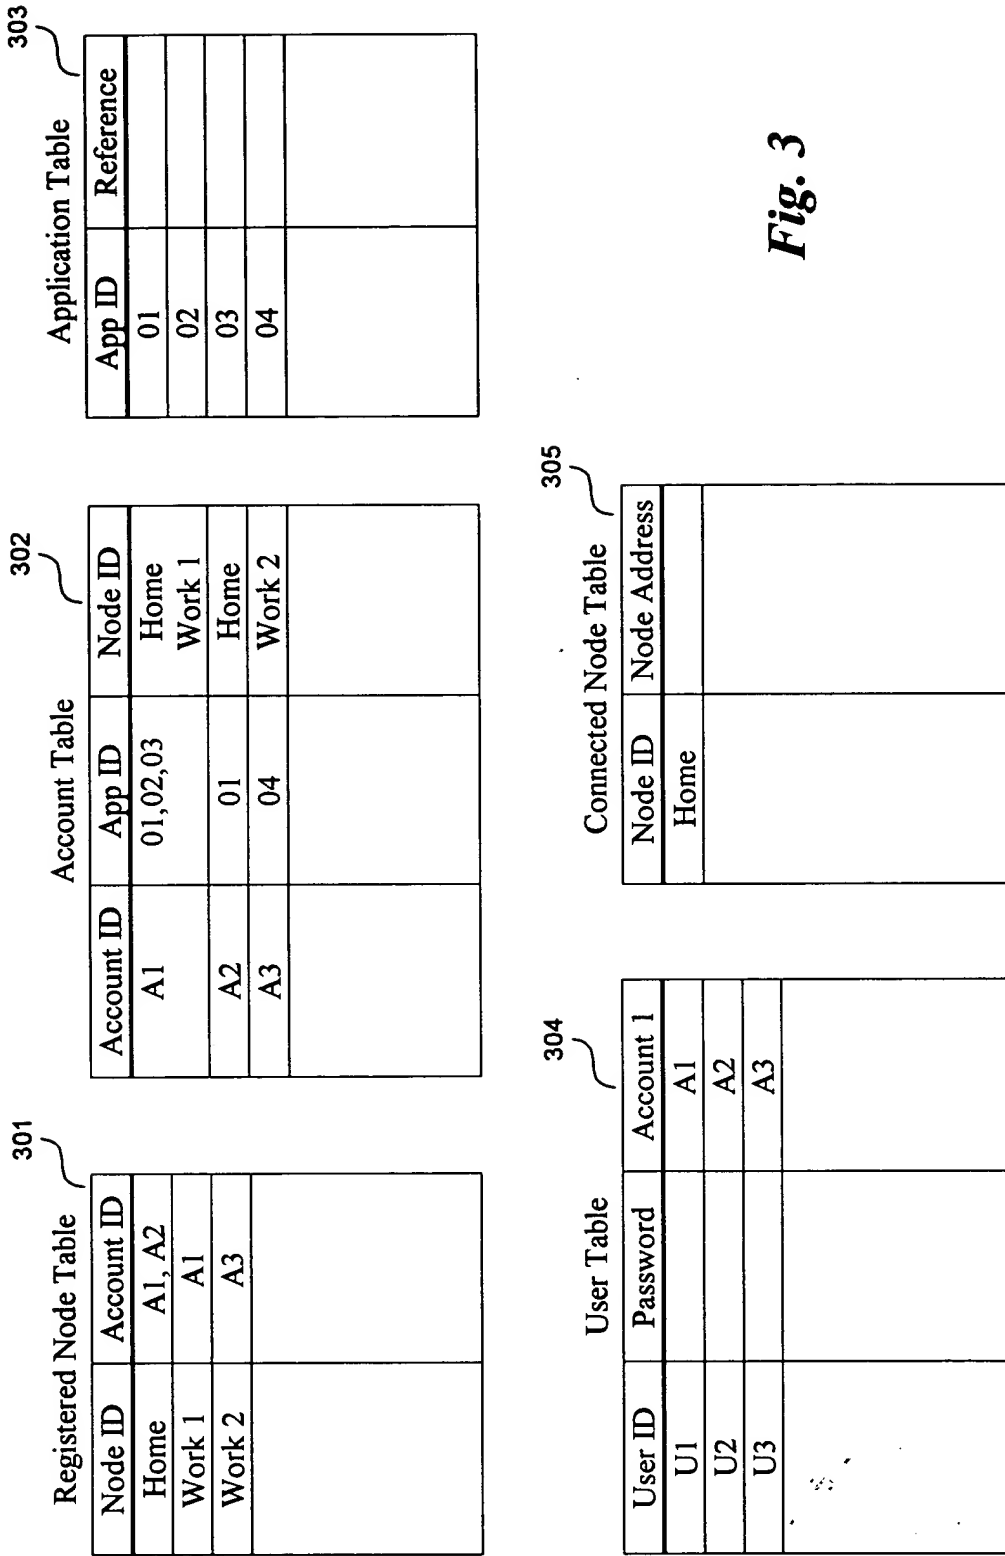 301
Registered Node Table
Node ID Account ID
Home A1, A2
Work 1 A1
Work 2 A3
302
Account Table
Account ID App ID Node ID
A1 01,02,03 Home
Work 1
A2 01 Home
A3 04 Work 2
303
Application Table
App ID Reference
01
02
03
04
304
User Table
User ID Password Account 1
U1 A1
U2 A2
U3 A3
305
Connected Node Table
Node ID Node Address
Home
Fig. 3